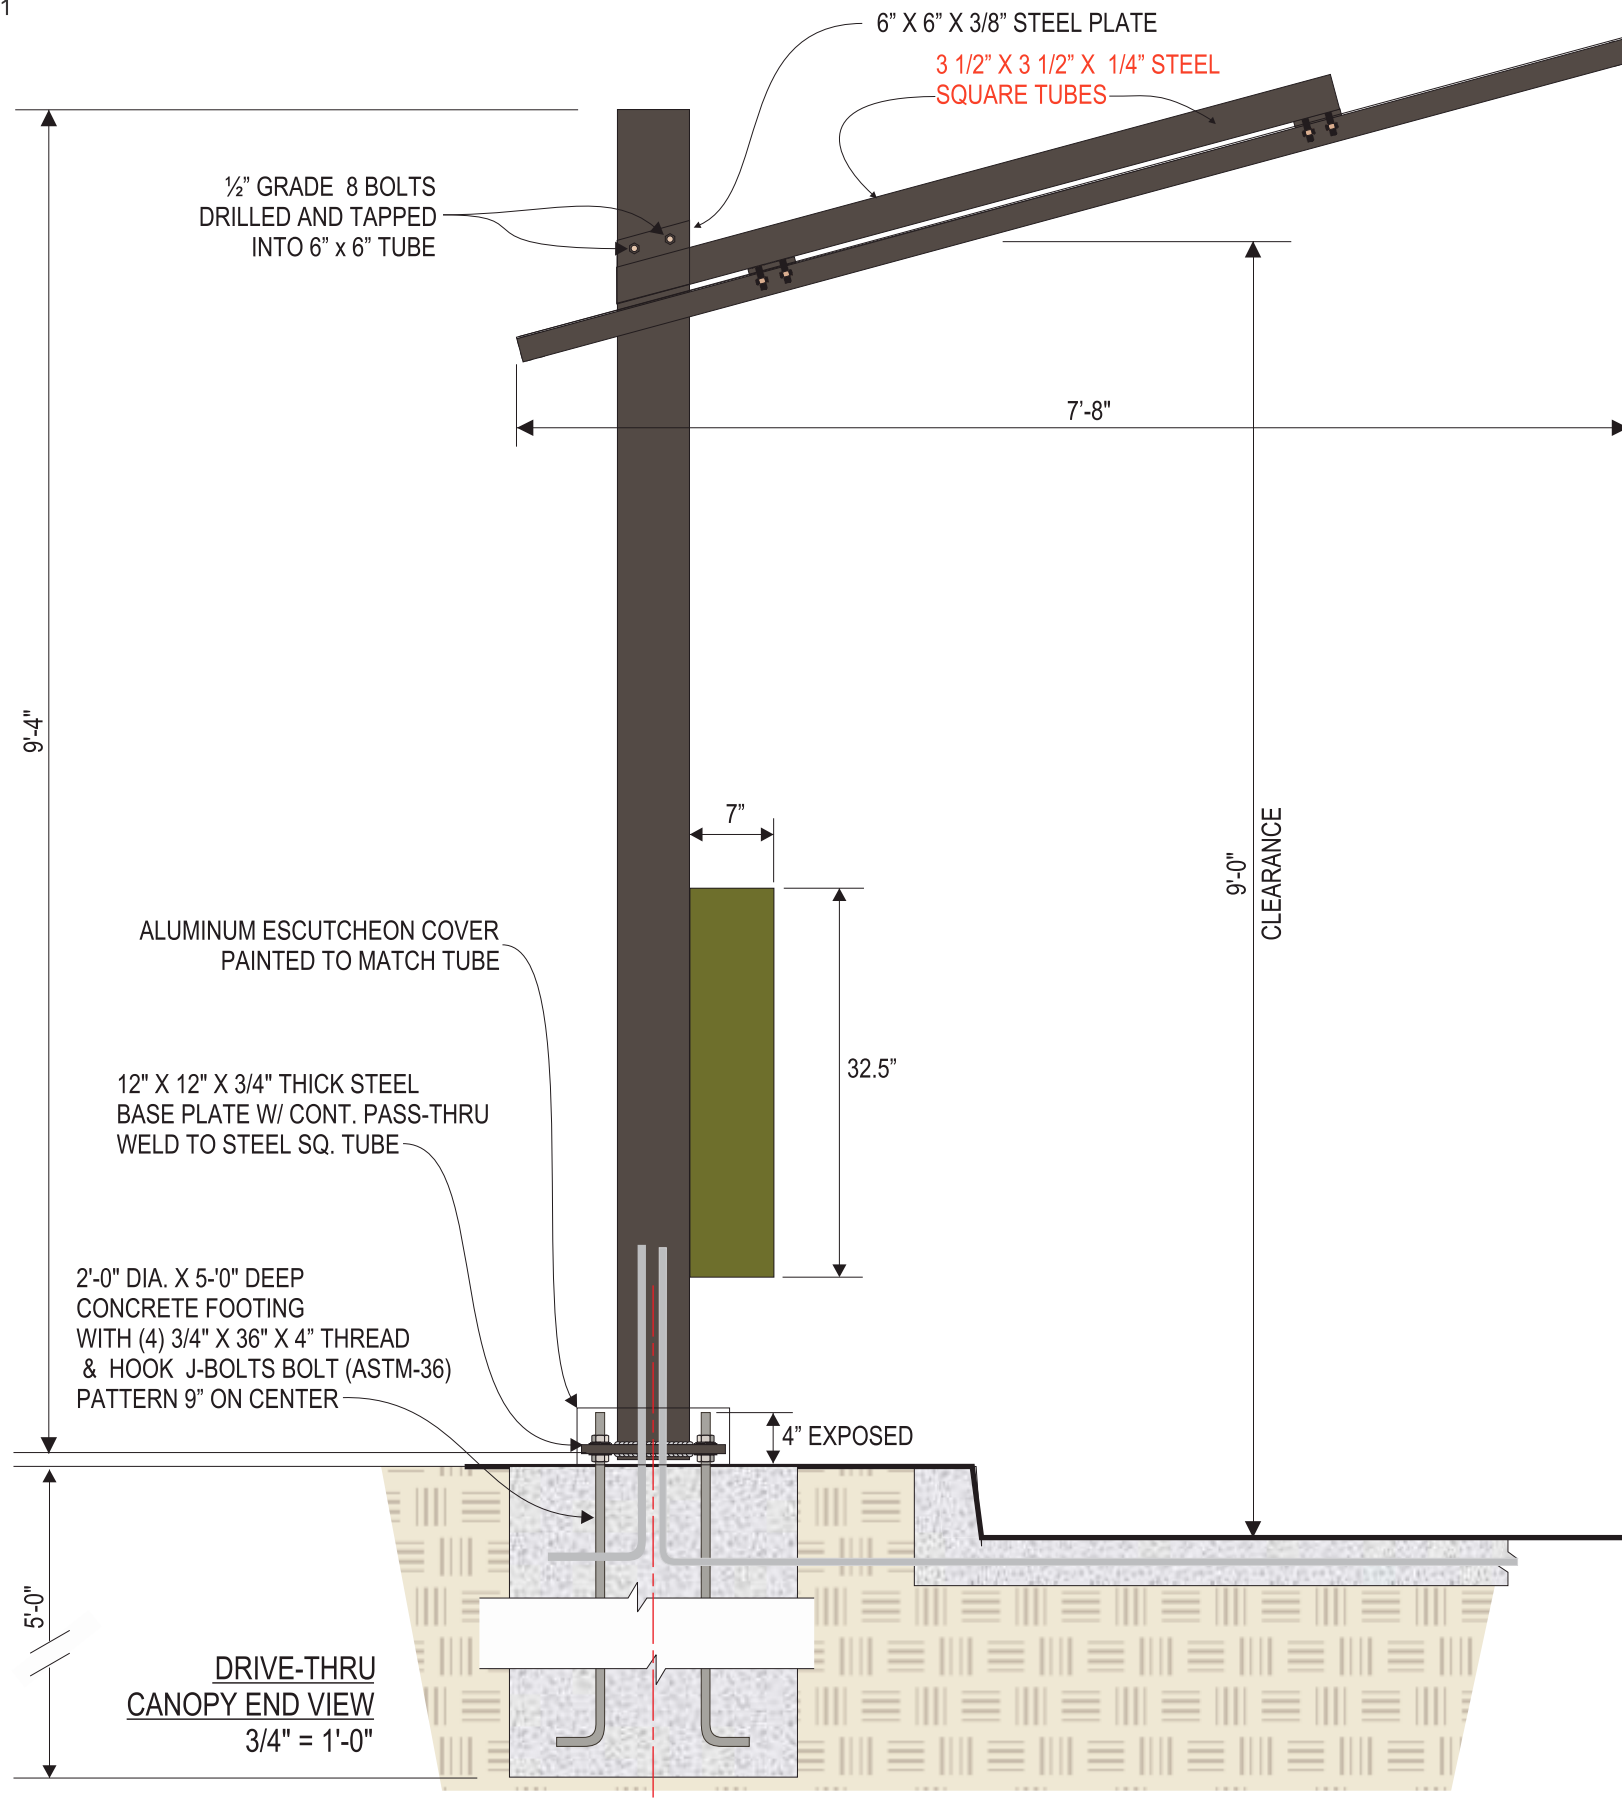 1
6” X 6” X 3/8” STEEL PLATE
3 1/2” X 3 1/2” X 1/4” STEEL
SQUARE TUBES
½” GRADE 8 BOLTS
DRILLED AND TAPPED
INTO 6” x 6” TUBE
7’-8"
9'-4"
7”
9'-0"
CLEARANCE
ALUMINUM ESCUTCHEON COVER
PAINTED TO MATCH TUBE
32.5”
12" X 12" X 3/4" THICK STEEL
BASE PLATE W/ CONT. PASS-THRU
WELD TO STEEL SQ. TUBE
2'-0" DIA. X 5-'0" DEEP
CONCRETE FOOTING
WITH (4) 3/4" X 36" X 4” THREAD
& HOOK J-BOLTS BOLT (ASTM-36)
PATTERN 9” ON CENTER
4” EXPOSED
5'-0"
DRIVE-THRU
CANOPY END VIEW
3/4" = 1'-0"